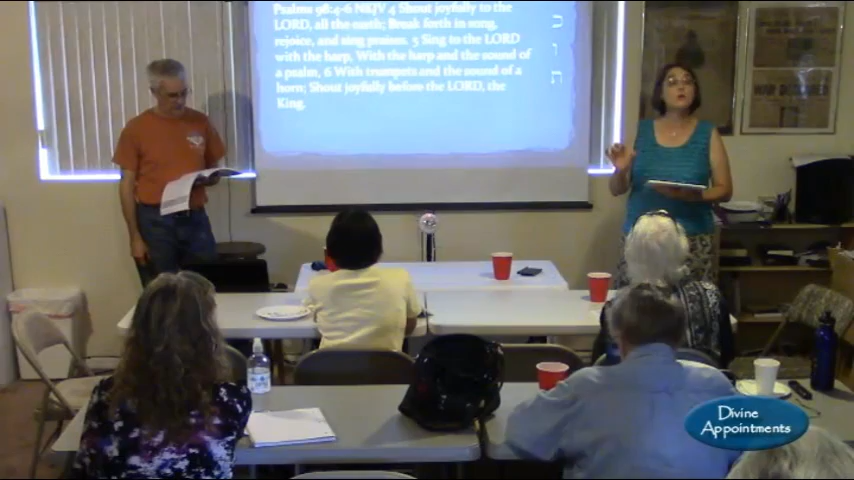 Psalms 98:4-6 NKJV 4 Shout joyfully to the
LORD, all the earth; Break forth in song,
rejoice, and sing praises. 5 Sing to the LORD
with the harp, With the harp and the sound of
a psalm, 6 With trumpets and the sound of a
horn; Shout joyfully before the LORD, the
King.
כ
ו
ת
WAR DECLARED
Divine
Appointments